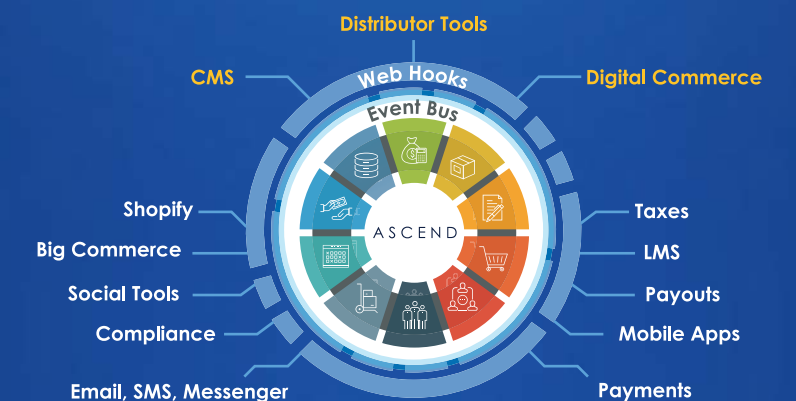 Distributor Tools
CMS
Web Hooks
Digital Commerce
Event Bus
ASCEND
Shopify
Big Commerce
Social Tools
Compliance
Email, SMS, Messenger
Taxes
LMS
Payouts
Mobile Apps
Payments